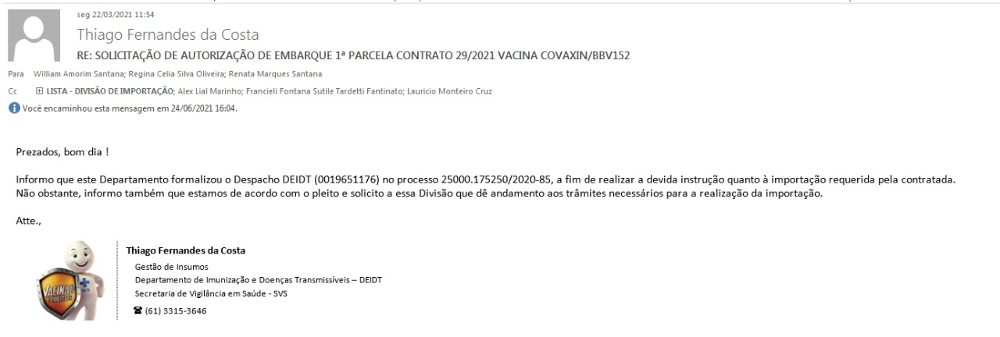 seg 22/03/2021 11:54
Thiago Fernandes da Costa
RE: SOLICITAÇÃO DE AUTORIZAÇÃO DE EMBARQUE 1ª PARCELA CONTRATO 29/2021 VACINA COVAXIN/BBV152
Para William Amorim Santana; Regina Celia Silva Oliveira; Renata Marques Santana
Cc LISTA - DIVISÃO DE IMPORTAÇÃO; Alex Lial Marinho; Francieli Fontana Sutile Tardetti Fantinato; Lauricio Monteiro Cruz
Você encaminhou esta mensagem em 24/06/2021 16:04.
Prezados, bom dia !
Informo que este Departamento formalizou o Despacho DEIDT (0019651176) no processo 25000.175250/2020-85, a fim de realizar a devida instrução quanto à importação requerida pela contratada.
Não obstante, informo também que estamos de acordo com o pleito e solicito a essa Divisão que dê andamento aos trâmites necessários para a realização da importação.
Atte.,
Thiago Fernandes da Costa
Gestão de Insumos
Departamento de Imunização e Doenças Transmissíveis – DEIDT
Secretaria de Vigilância em Saúde - SVS
(61) 3315-3646
VACINAR
É PROTEGER
SUS